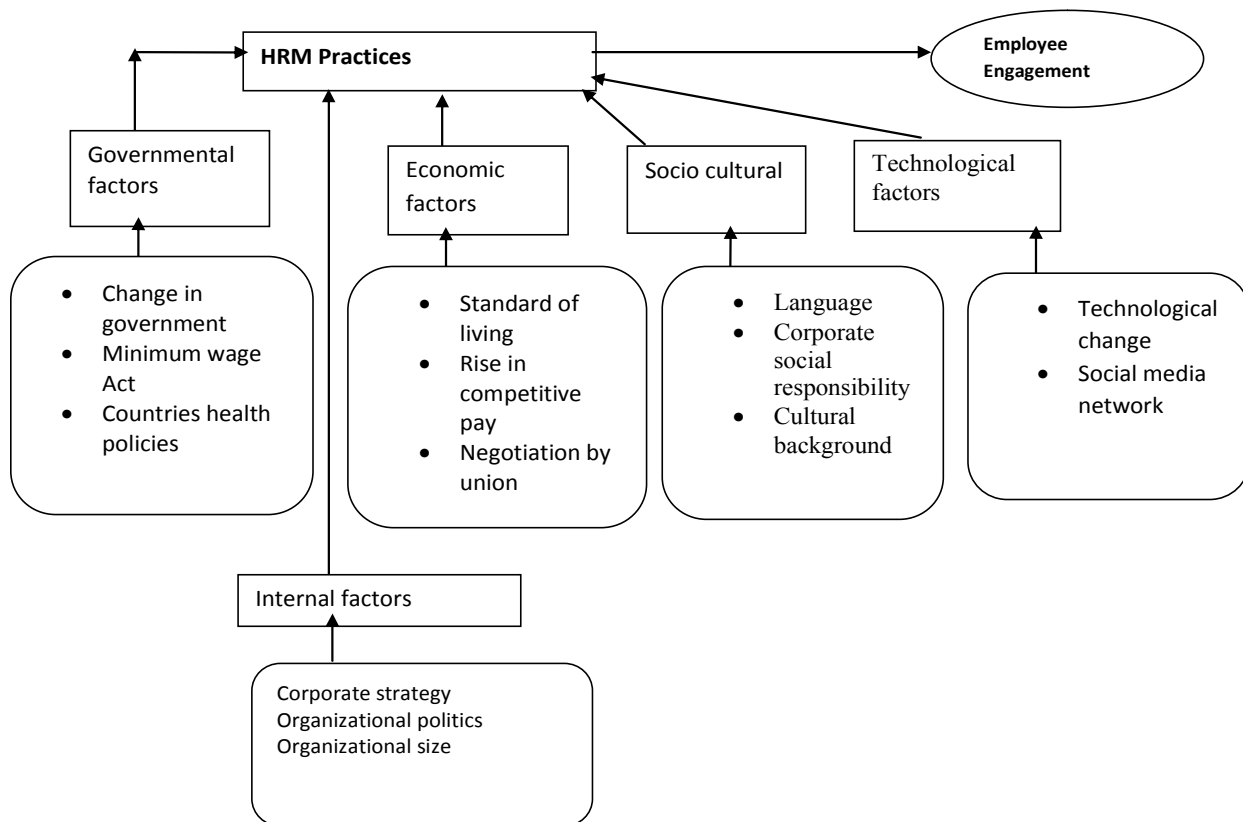 HRM Practices
Employee
Engagement
Governmental
factors
Economic
factors
Socio cultural
Technological
factors
• Change in
government
• Minimum wage
Act
• Countries health
policies
• Standard of
living
• Rise in
competitive
pay
• Negotiation by
union
• Language
• Corporate
social
responsibility
• Cultural
background
• Technological
change
• Social media
network
Internal factors
Corporate strategy
Organizational politics
Organizational size